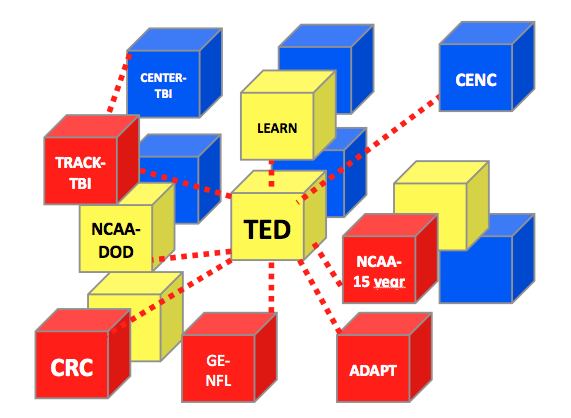 CENTER-
TBI
CENC
LEARN
TRACK-
TBI
NCAA-
DOD
TED
NCAA-
15 year
CRC
GE-
NFL
ADAPT